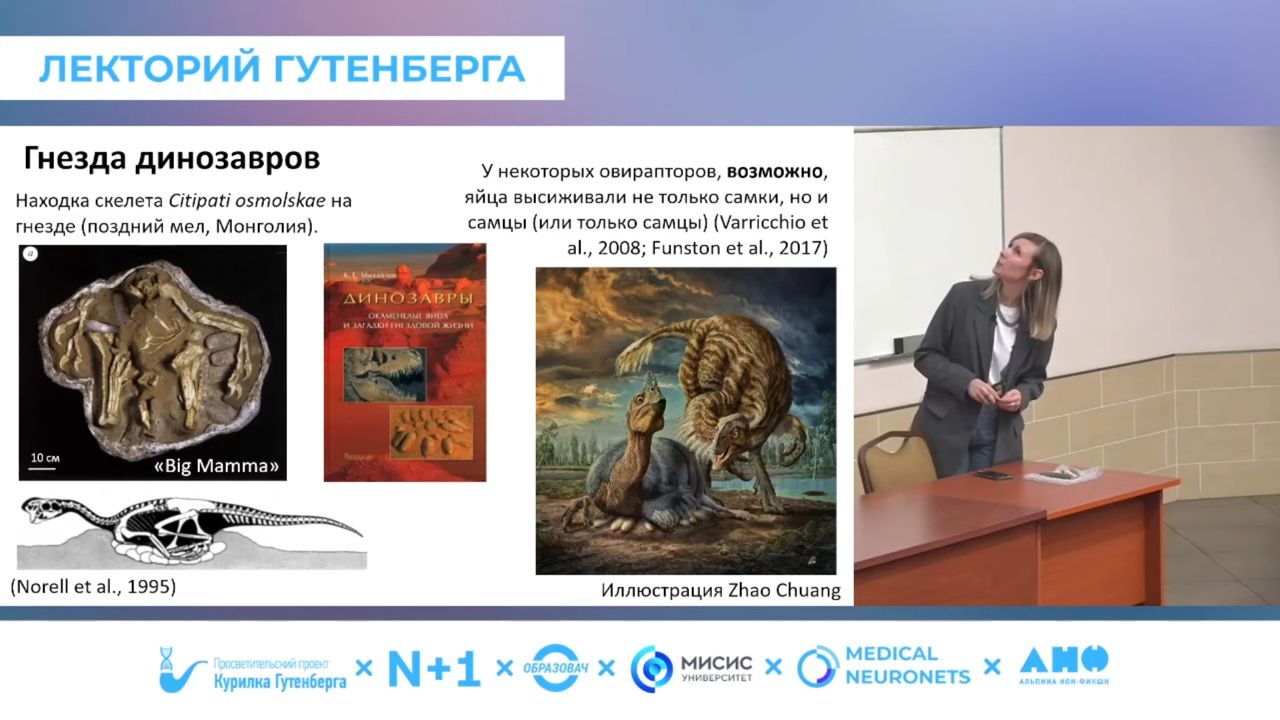 ЛЕКТОРИЙ ГУТЕНБЕРГА
Гнезда динозавров
Находка скелета Citipati osmolskae на
гнезде (поздний мел, Монголия).
У некоторых овирапторов, возможно,
яйца высиживали не только самки, но и
самцы (или только самцы) (Varricchio et
al., 2008; Funston et al., 2017)
а
10 см
«Big Mamma»
К. Е. Михайлов
ДИНОЗАВРЫ
ОКАМЕНЕЛЫЕ ЯЙЦА
И ЗАГАДКИ ГНЕЗДОВОЙ ЖИЗНИ
(Norell et al., 1995)
Иллюстрация Zhao Chuang
Просветительский проект
Курилка Гутенберга
× N+1 × ОБРАЗОВАЧ ×
МИСИС
УНИВЕРСИТЕТ
×
MEDICAL
NEURONETS
×
АНФ
АЛЬПИНА НОН-ФИКШН